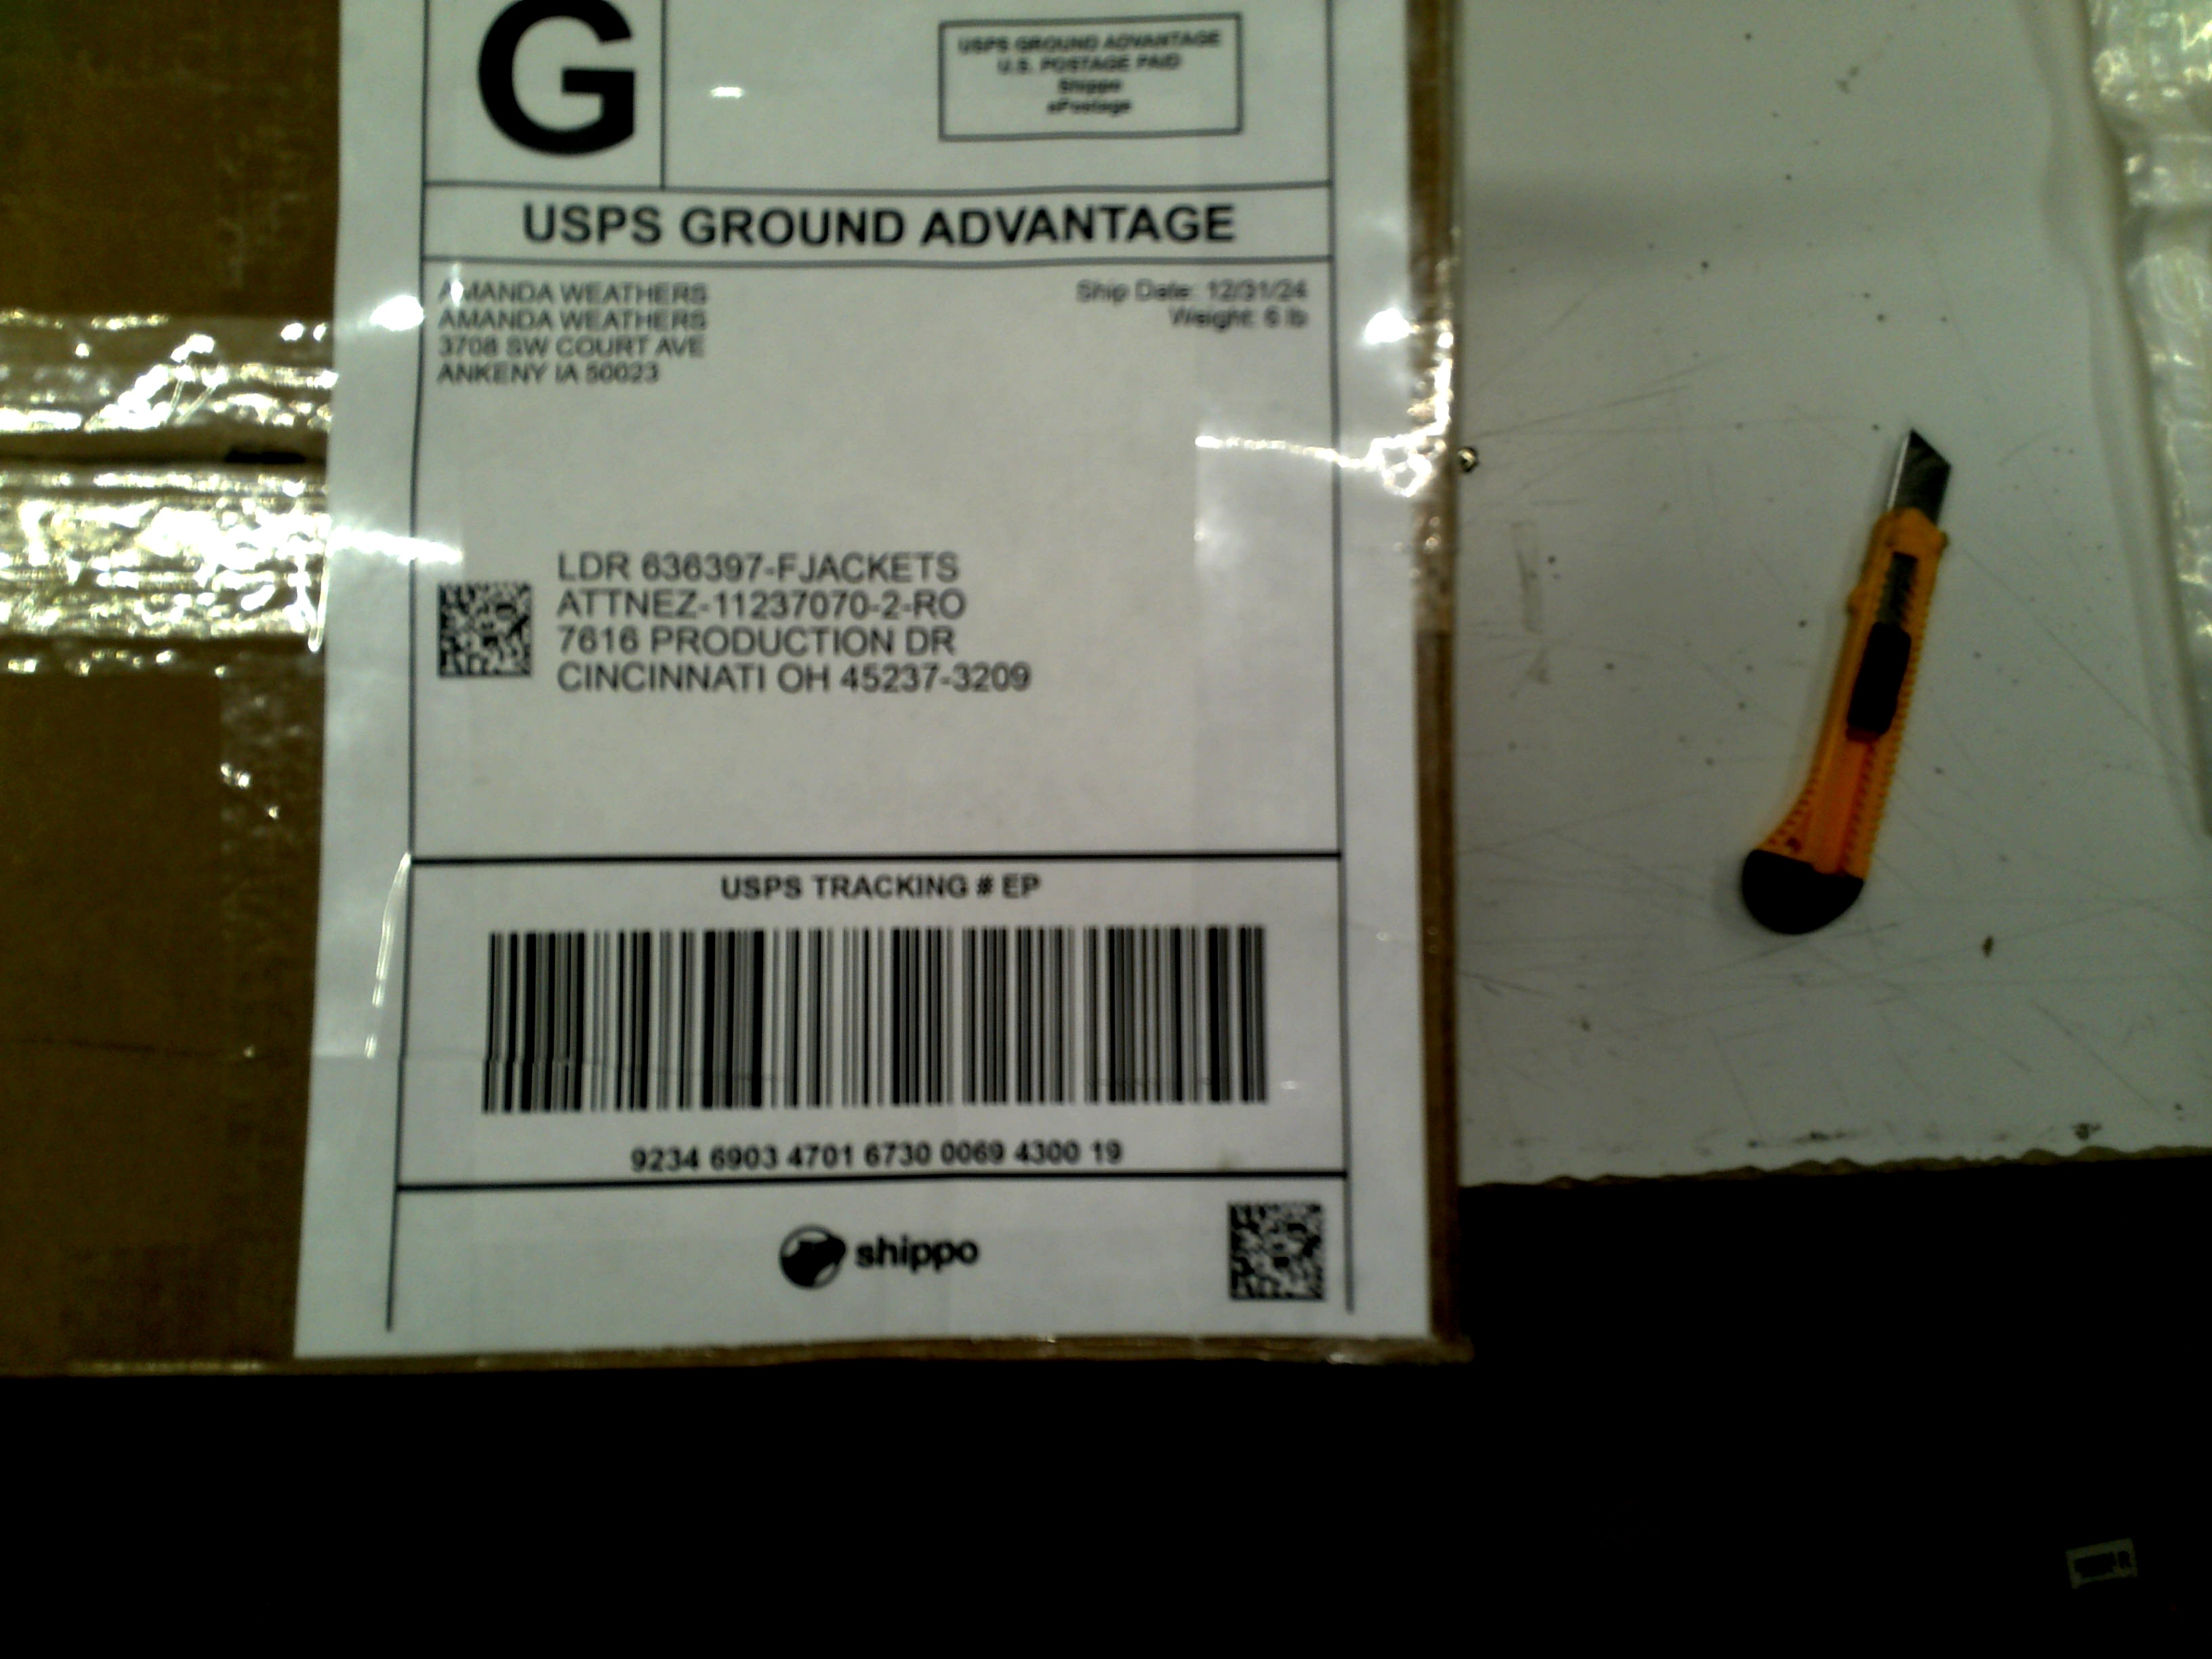 G
USPS GROUND ADVANTAGE
U.S. POSTAGE PAID
Shippo
ePostage
USPS GROUND ADVANTAGE
AMANDA WEATHERS
AMANDA WEATHERS
3708 SW COURT AVE
ANKENY IA 50023
Ship Date: 12/31/24
Weight: 6 lb
LDR 636397-FJACKETS
ATTNEZ-11237070-2-RO
7616 PRODUCTION DR
CINCINNATI OH 45237-3209
USPS TRACKING # EP
9234 6903 4701 6730 0069 4300 19
shippo